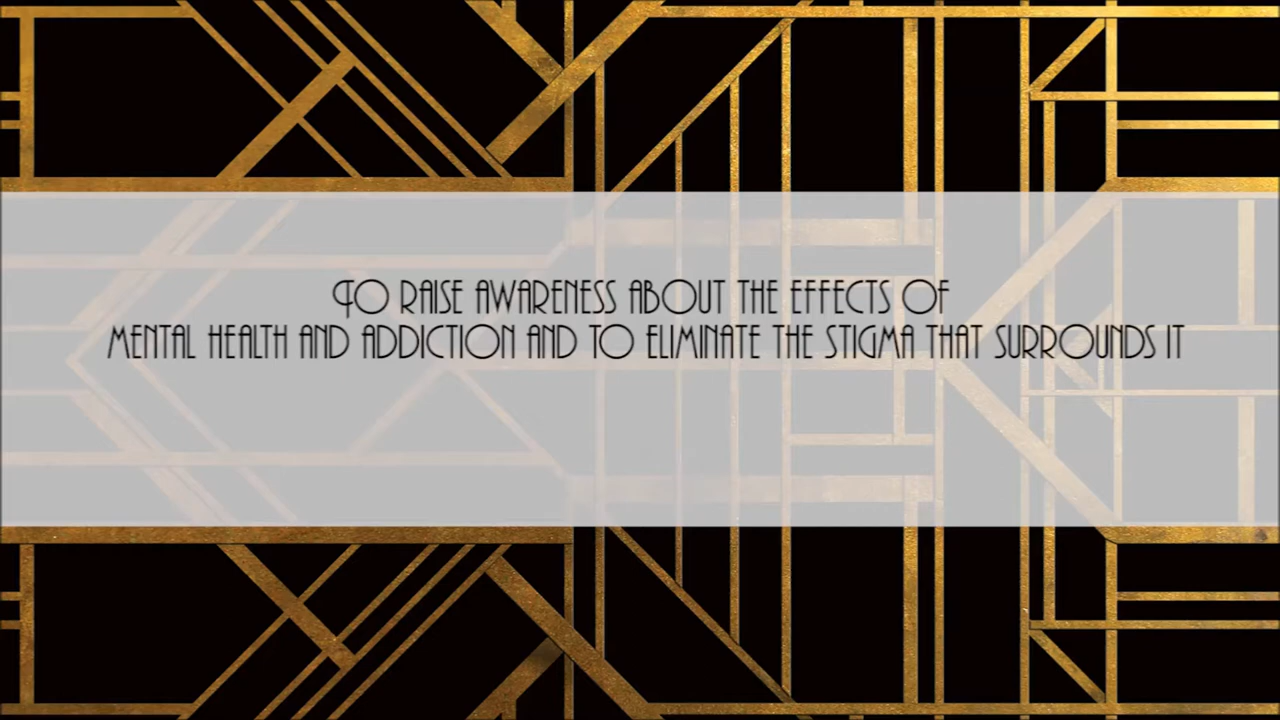 To raise awareness about the effects of
mental health and addiction and to eliminate the stigma that surrounds it